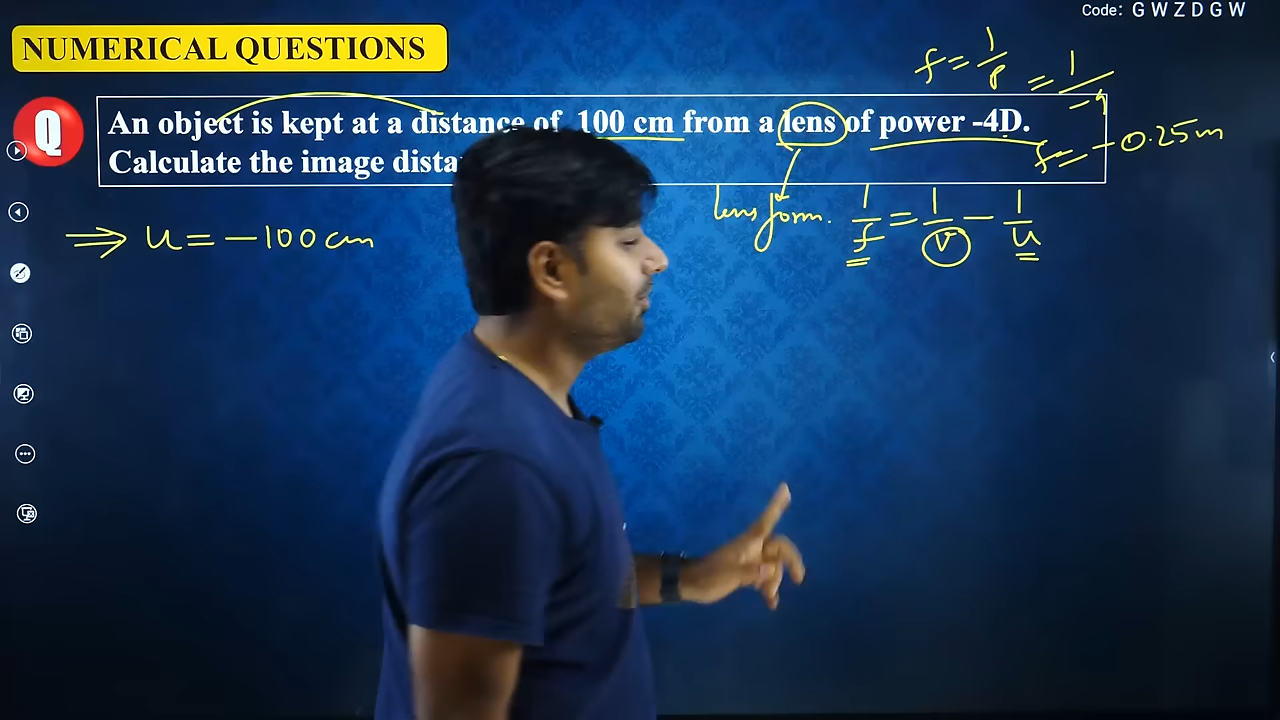 Code: G W Z D G W
NUMERICAL QUESTIONS
f = 1/P = 1/-4
Q
An object is kept at a distance of 100 cm from a lens of power -4D.
f = -0.25m
Calculate the image
lens form. 1/f = 1/v - 1/u
⇒ u = -100 cm